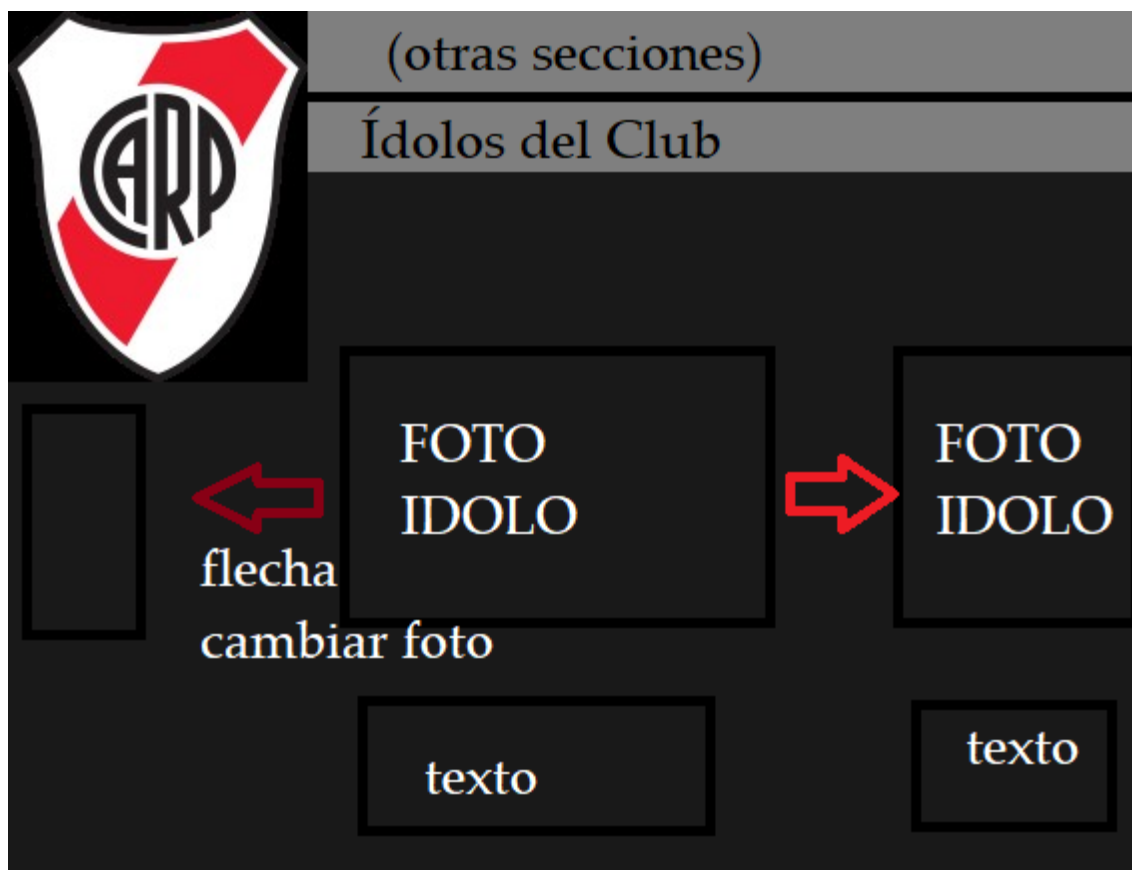 CARP
(otras secciones)
Ídolos del Club
FOTO
IDOLO
FOTO
IDOLO
flecha
cambiar foto
texto
texto